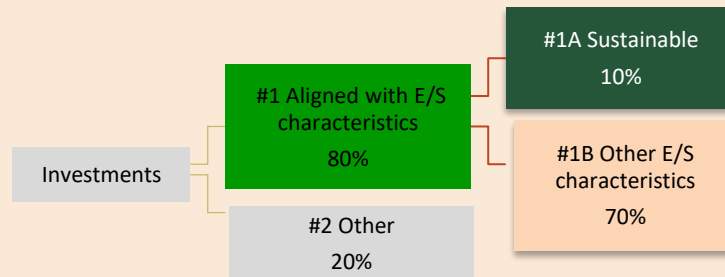 #1A Sustainable
10%
#1 Aligned with E/S
characteristics
80%
#1B Other E/S
characteristics
70%
Investments
#2 Other
20%